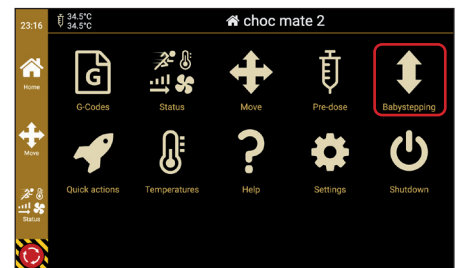 23:16
34.5°C
34.5°C
choc mate 2
Home
Move
Status
G
G-Codes
Status
Move
Pre-dose
Babystepping
Quick actions
Temperatures
?
Help
Settings
Shutdown